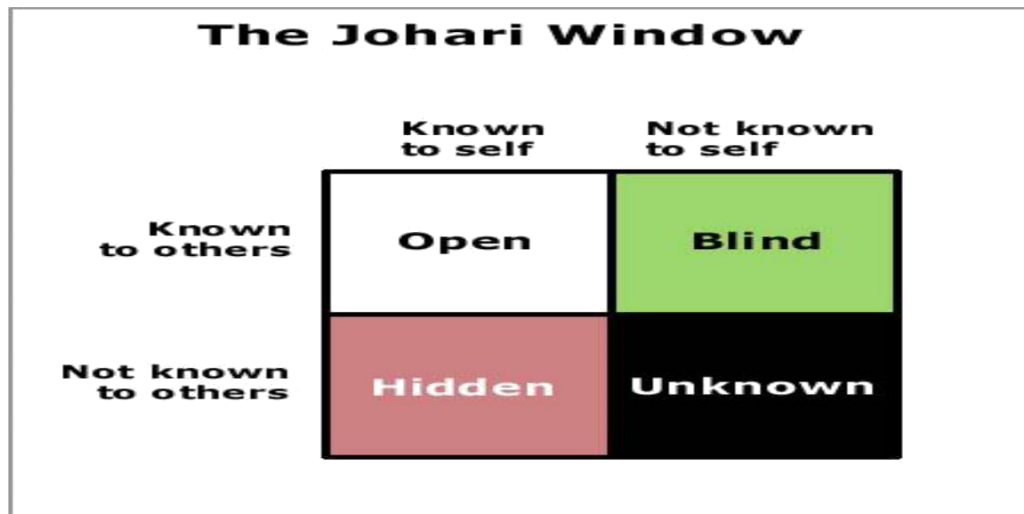 The Johari Window
Known
to self
Not known
to self
Known
to others
Open
Blind
Not known
to others
Hidden
Unknown